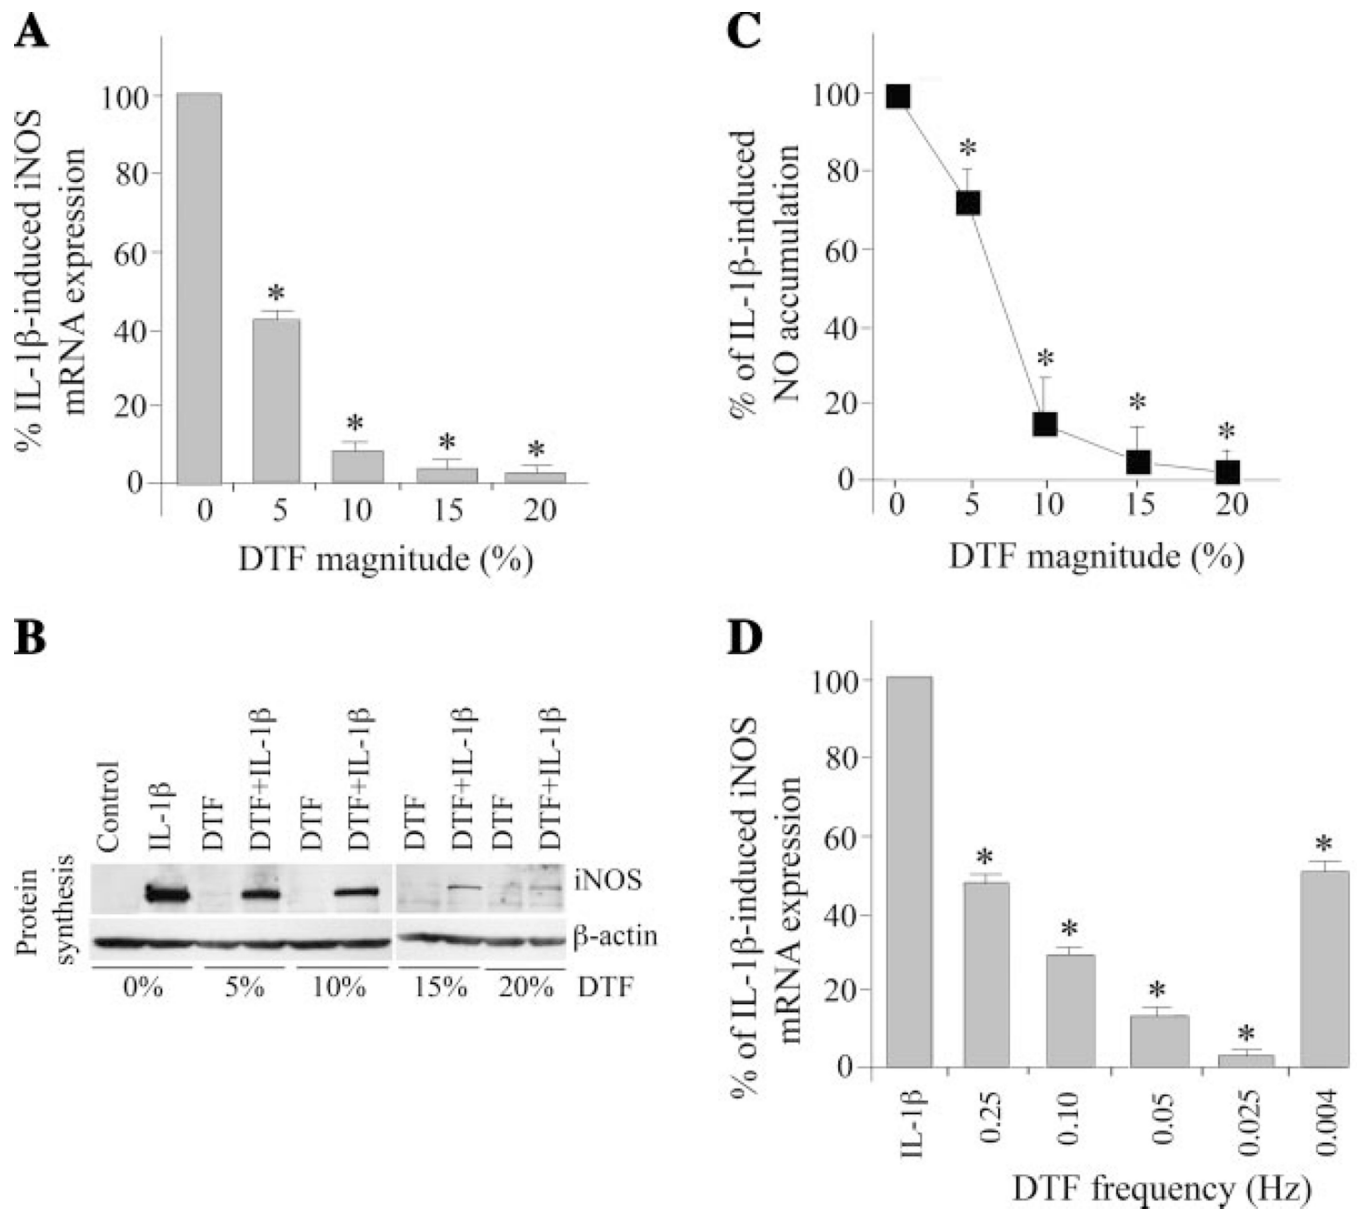 A
% IL-1β-induced iNOS
mRNA expression
100
80
60
40
20
0
*
*
*
*
0 5 10 15 20
DTF magnitude (%)
C
% of IL-1β-induced
NO accumulation
100
80
60
40
20
0
*
*
*
*
0 5 10 15 20
DTF magnitude (%)
B
Protein
synthesis
Control
IL-1β
DTF
DTF+IL-1β
DTF
DTF+IL-1β
DTF
DTF+IL-1β
DTF
DTF+IL-1β
iNOS
β-actin
0% 5% 10% 15% 20% DTF
D
% of IL-1β-induced iNOS
mRNA expression
100
80
60
40
20
0
*
*
*
*
*
IL-1β
0.25
0.10
0.05
0.025
0.004
DTF frequency (Hz)